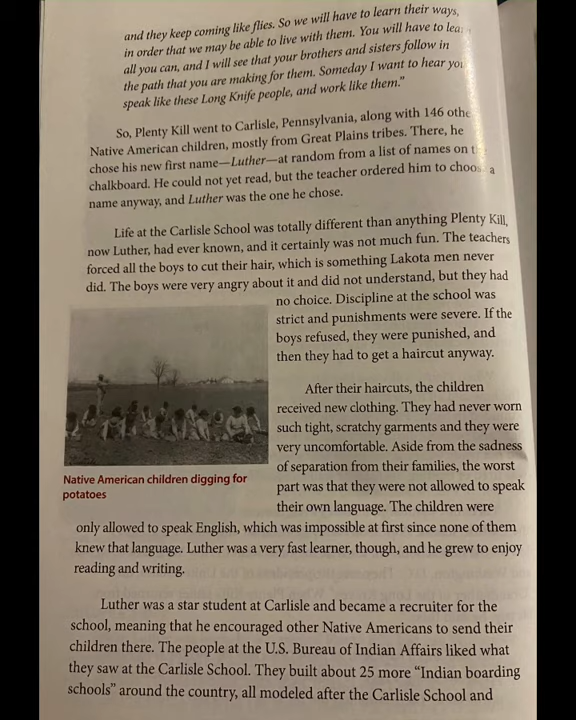 and they keep coming like flies. So we will have to learn their ways,
in order that we may be able to live with them. You will have to
all you can, and I will see that your brothers and sisters follow in
the path that you are making for them. Someday I want to hear
speak like these Long Knife people, and work like them.”
So, Plenty Kill went to Carlisle, Pennsylvania, along with 146
Native American children, mostly from Great Plains tribes. There, he
chose his new first name—Luther—at random from a list of names on
chalkboard. He could not yet read, but the teacher ordered him to a
name anyway, and Luther was the one he chose.
Life at the Carlisle School was totally different than anything Plenty Kill,
now Luther, had ever known, and it certainly was not much fun. The teachers
forced all the boys to cut their hair, which is something Lakota men never
did. The boys were very angry about it and did not understand, but they had
no choice. Discipline at the school was
strict and punishments were severe. If the
boys refused, they were punished, and
then they had to get a haircut anyway.
After their haircuts, the children
received new clothing. They had never worn
such tight, scratchy garments and they were
very uncomfortable. Aside from the sadness
of separation from their families, the worst
part was that they were not allowed to speak
their own language. The children were
only allowed to speak English, which was impossible at first since none of them
knew that language. Luther was a very fast learner, though, and he grew to enjoy
reading and writing.
Native American children digging for
potatoes
Luther was a star student at Carlisle and became a recruiter for the
school, meaning that he encouraged other Native Americans to send their
children there. The people at the U.S. Bureau of Indian Affairs liked what
they saw at the Carlisle School. They built about 25 more “Indian boarding
schools” around the country, all modeled after the Carlisle School and